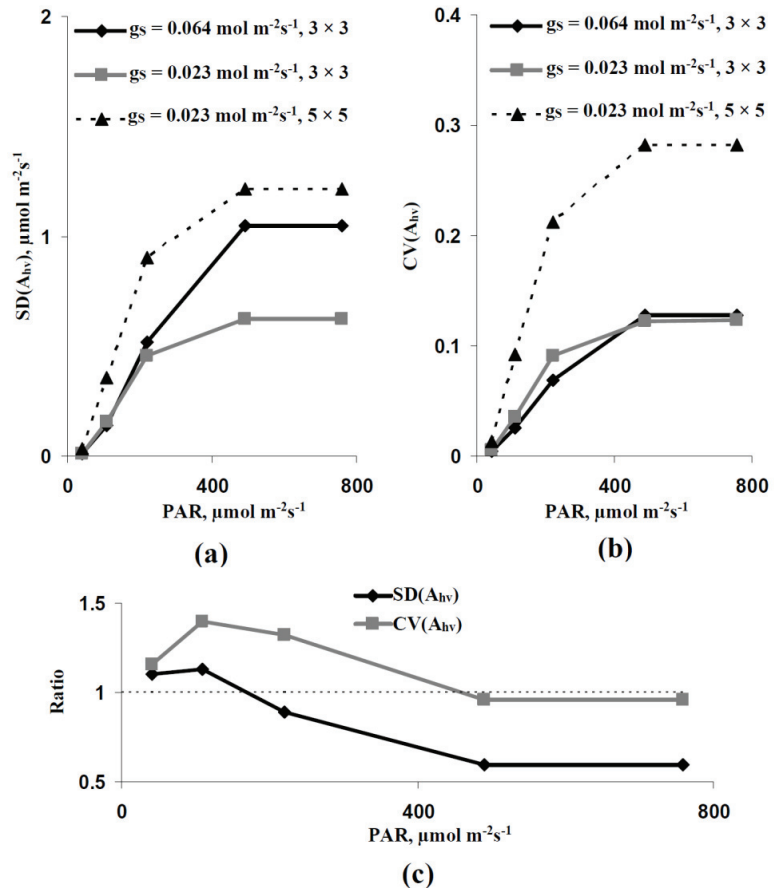 2
gs = 0.064 mol m⁻²s⁻¹, 3 × 3
gs = 0.023 mol m⁻²s⁻¹, 3 × 3
gs = 0.023 mol m⁻²s⁻¹, 5 × 5
SD(Ahv), µmol m⁻²s⁻¹
1
0
0
400
800
PAR, µmol m⁻²s⁻¹
(a)
0.4
gs = 0.064 mol m⁻²s⁻¹, 3 × 3
gs = 0.023 mol m⁻²s⁻¹, 3 × 3
gs = 0.023 mol m⁻²s⁻¹, 5 × 5
0.3
CV(Ahv)
0.2
0.1
0
0
400
800
PAR, µmol m⁻²s⁻¹
(b)
SD(Ahv)
CV(Ahv)
1.5
Ratio
1
0.5
0
400
800
PAR, µmol m⁻²s⁻¹
(c)